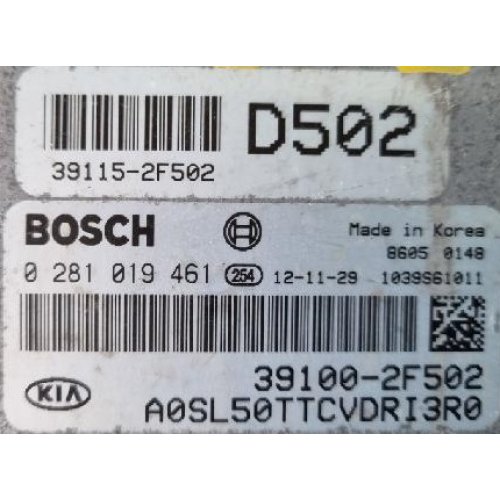 D502
39115-2F502
BOSCH
Made in Korea
8605 0148
0 281 019 461 254 12-11-29 1039S61011
39100-2F502
KIA
A0SL50TTCVDRI3R0